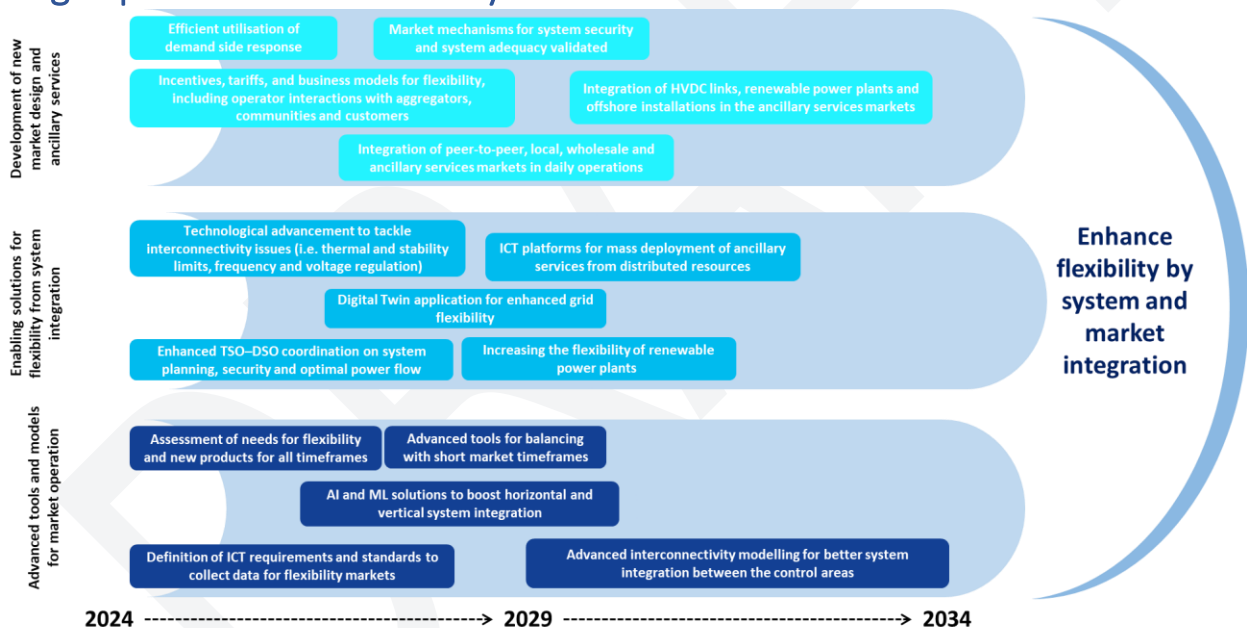 Efficient utilisation of
demand side response
Market mechanisms for system security
and system adequacy validated
Incentives, tariffs, and business models for flexibility,
including operator interactions with aggregators,
communities and customers
Integration of HVDC links, renewable power plants and
offshore installations in the ancillary services markets
Integration of peer-to-peer, local, wholesale and
ancillary services markets in daily operations
Development of new
market design and
ancillary services
Technological advancement to tackle
interconnectivity issues (i.e. thermal and stability
limits, frequency and voltage regulation)
ICT platforms for mass deployment of ancillary
services from distributed resources
Digital Twin application for enhanced grid
flexibility
Enhanced TSO–DSO coordination on system
planning, security and optimal power flow
Increasing the flexibility of renewable
power plants
Enabling solutions for
flexibility from system
integration
Assessment of needs for flexibility
and new products for all timeframes
Advanced tools for balancing
with short market timeframes
AI and ML solutions to boost horizontal and
vertical system integration
Definition of ICT requirements and standards to
collect data for flexibility markets
Advanced interconnectivity modelling for better system
integration between the control areas
Advanced tools and models
for market operation
Enhance
flexibility by
system and
market
integration
2024
2029
2034